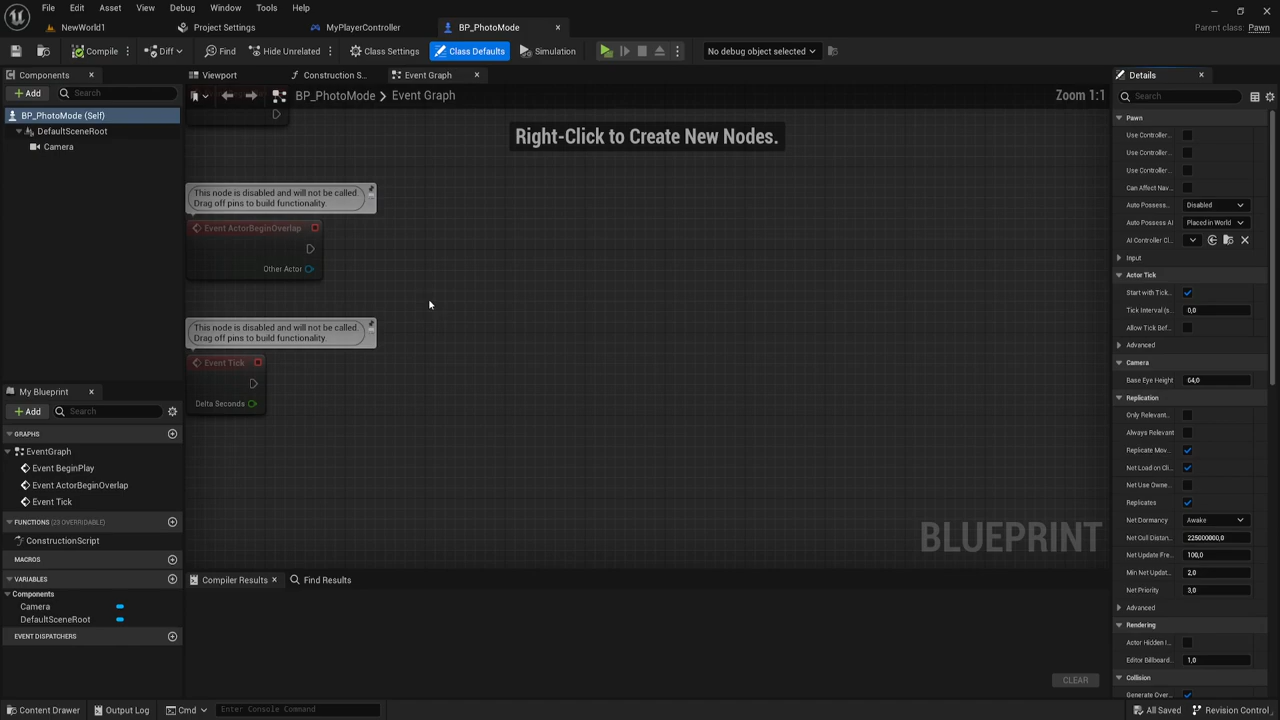 File Edit Asset View Debug Window Tools Help
NewWorld1 Project Settings MyPlayerController BP_PhotoMode Parent class: Pawn
Compile Diff Find Hide Unrelated Class Settings Class Defaults Simulation No debug object selected
Components Viewport Construction S... Event Graph Details
+ Add Search BP_PhotoMode Event Graph Zoom 1:1 Search
BP_PhotoMode (Self)
DefaultSceneRoot
Camera
Right-Click to Create New Nodes.
This node is disabled and will not be called.
Drag off pins to build functionality.
Event ActorBeginOverlap
Other Actor
This node is disabled and will not be called.
Drag off pins to build functionality.
Event Tick
Delta Seconds
BLUEPRINT
My Blueprint
+ Add Search
GRAPHS
EventGraph
Event BeginPlay
Event ActorBeginOverlap
Event Tick
FUNCTIONS (23 OVERRIDABLE)
ConstructionScript
MACROS
VARIABLES
Components
Camera
DefaultSceneRoot
EVENT DISPATCHERS
Compiler Results Find Results
CLEAR
Pawn
Use Controller...
Use Controller...
Use Controller...
Can Affect Nav...
Auto Possess... Disabled
Auto Possess AI Placed in World
AI Controller Cl...
Input
Actor Tick
Start with Tick...
Tick Interval (s... 0,0
Allow Tick Bef...
Advanced
Camera
Base Eye Height 64,0
Replication
Only Relevant...
Always Relevant
Replicate Mov...
Net Load on Cli...
Net Use Owne...
Replicates
Net Dormancy Awake
Net Cull Distan... 225000000,0
Net Update Fre... 100,0
Min Net Updat... 2,0
Net Priority 3,0
Advanced
Rendering
Actor Hidden I...
Editor Billboard... 1,0
Collision
Generate Over...
Content Drawer Output Log Cmd Enter Console Command All Saved Revision Control